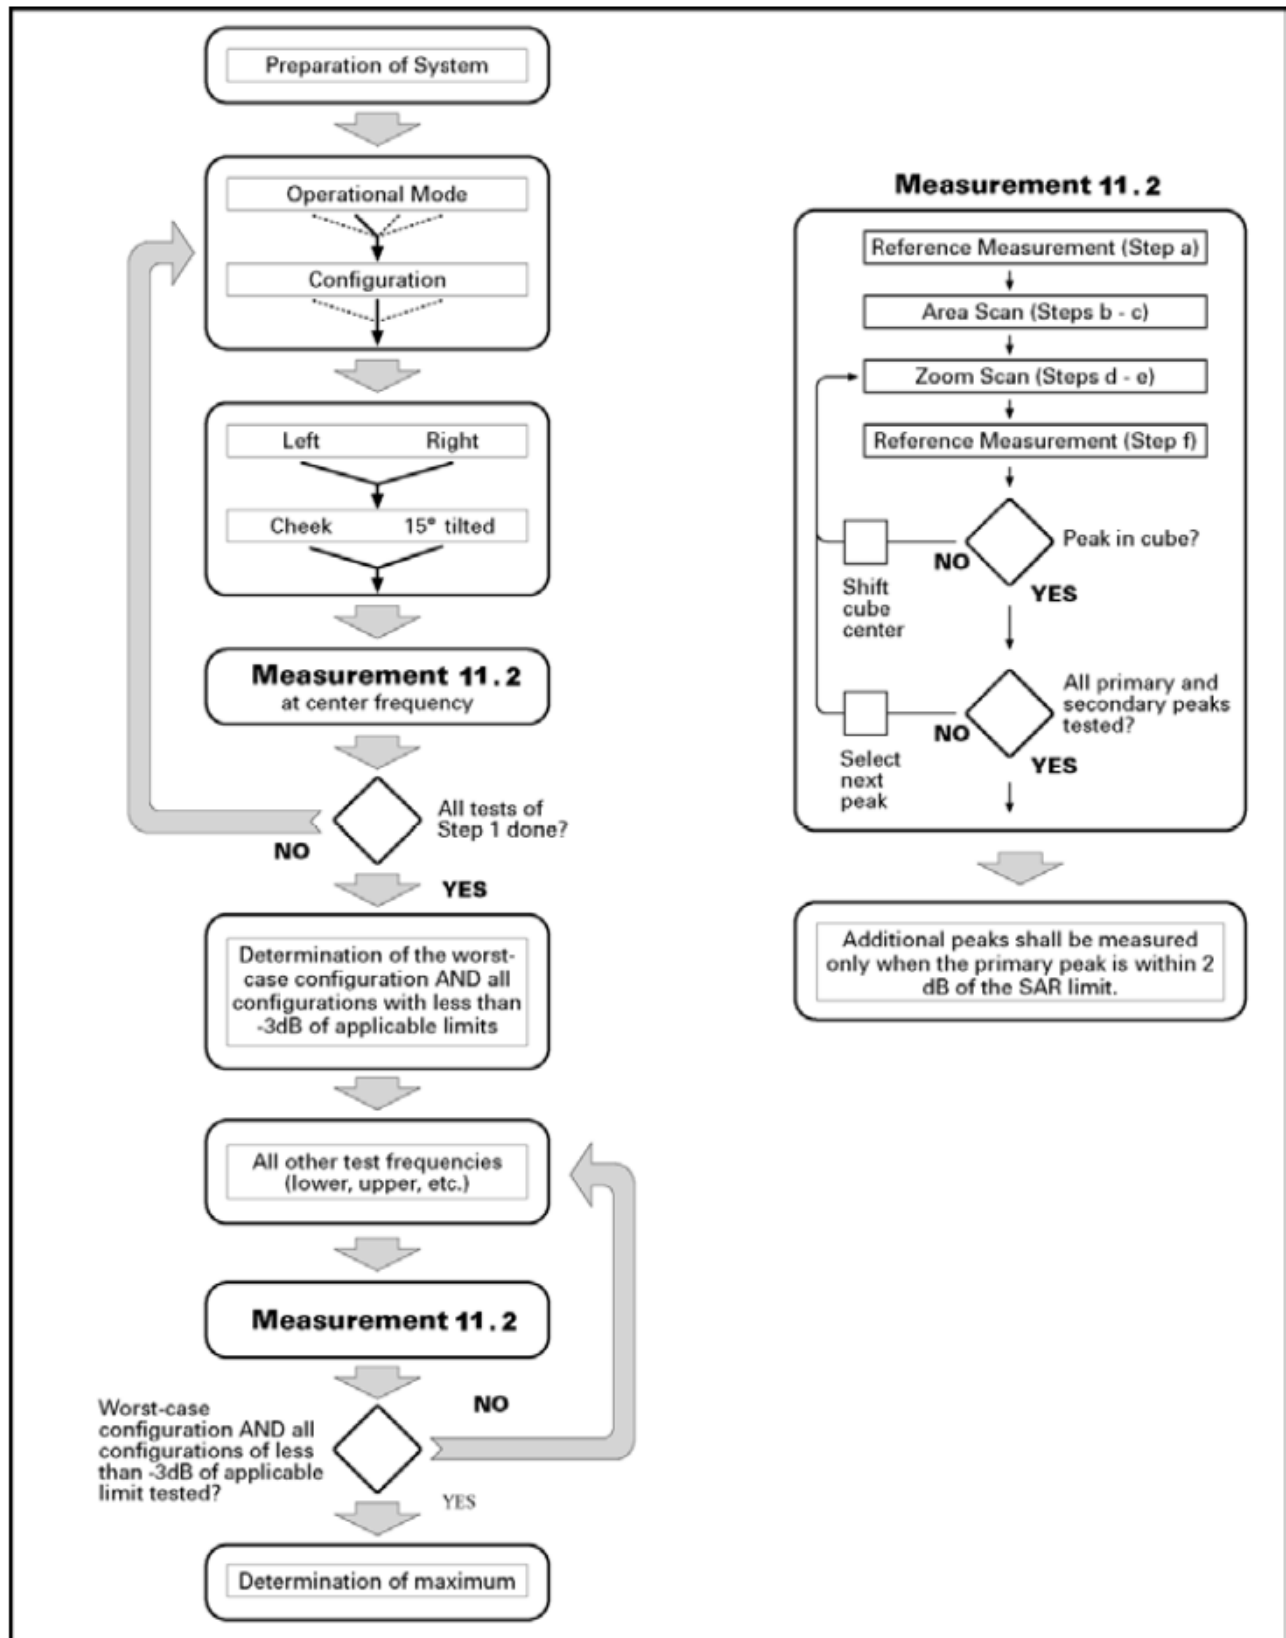 Preparation of System
Operational Mode
Configuration
Left Right
Cheek 15° tilted
Measurement 11.2
at center frequency
All tests of
Step 1 done?
NO
YES
Determination of the worst-
case configuration AND all
configurations with less than
-3dB of applicable limits
All other test frequencies
(lower, upper, etc.)
Measurement 11.2
NO
Worst-case
configuration AND all
configurations of less
than -3dB of applicable
limit tested?
YES
Determination of maximum
Measurement 11.2
Reference Measurement (Step a)
Area Scan (Steps b - c)
Zoom Scan (Steps d - e)
Reference Measurement (Step f)
Peak in cube?
NO
Shift
cube
center
YES
All primary and
secondary peaks
tested?
NO
Select
next
peak
YES
Additional peaks shall be measured
only when the primary peak is within 2
dB of the SAR limit.